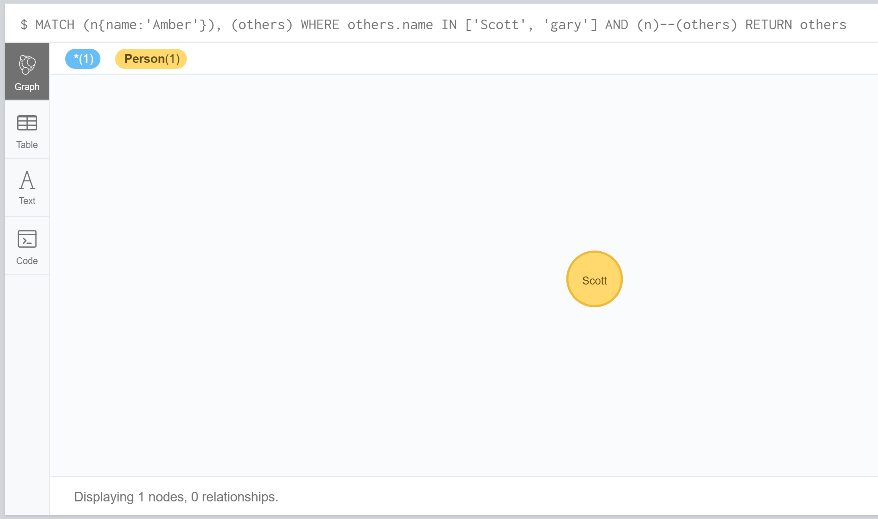 $ MATCH (n{name:'Amber'}), (others) WHERE others.name IN ['Scott', 'gary'] AND (n)--(others) RETURN others
*(1) Person(1)
Graph
Table
Text
Code
Scott
Displaying 1 nodes, 0 relationships.